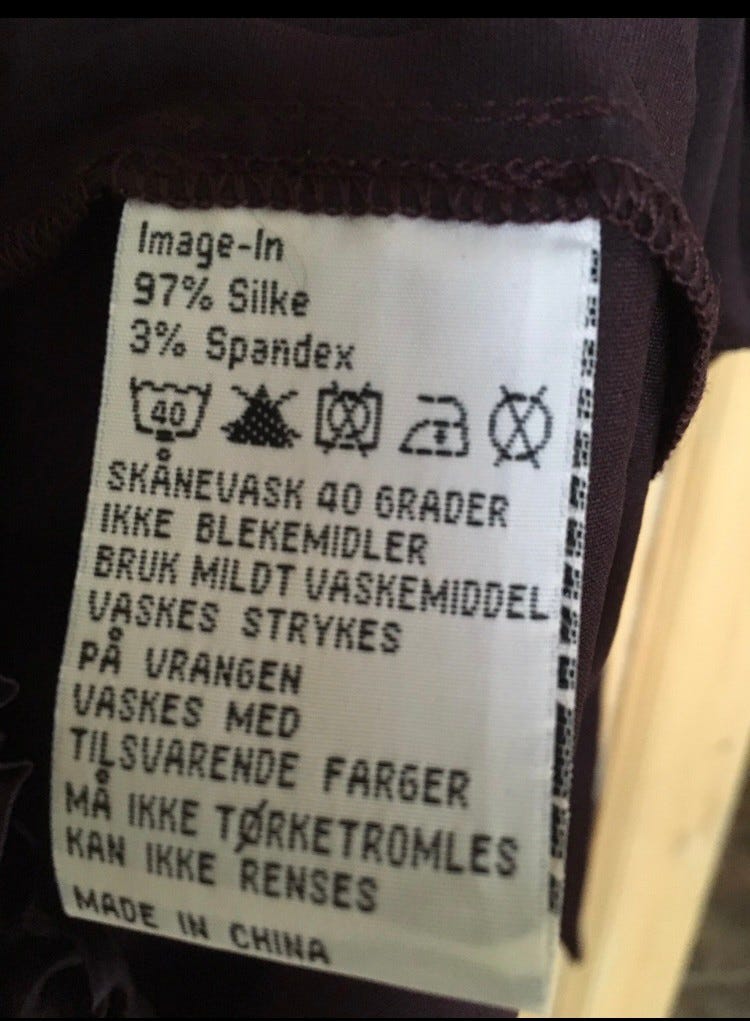 Image-In
97% Silke
3% Spandex
40
SKÅNEVASK 40 GRADER
IKKE BLEKEMIDLER
BRUK MILDT VASKEMIDDEL
VASKES STRYKES
PÅ VRANGEN
VASKES MED
TILSVARENDE FARGER
MÅ IKKE TØRKETROMLES
KAN IKKE RENSES
MADE IN CHINA